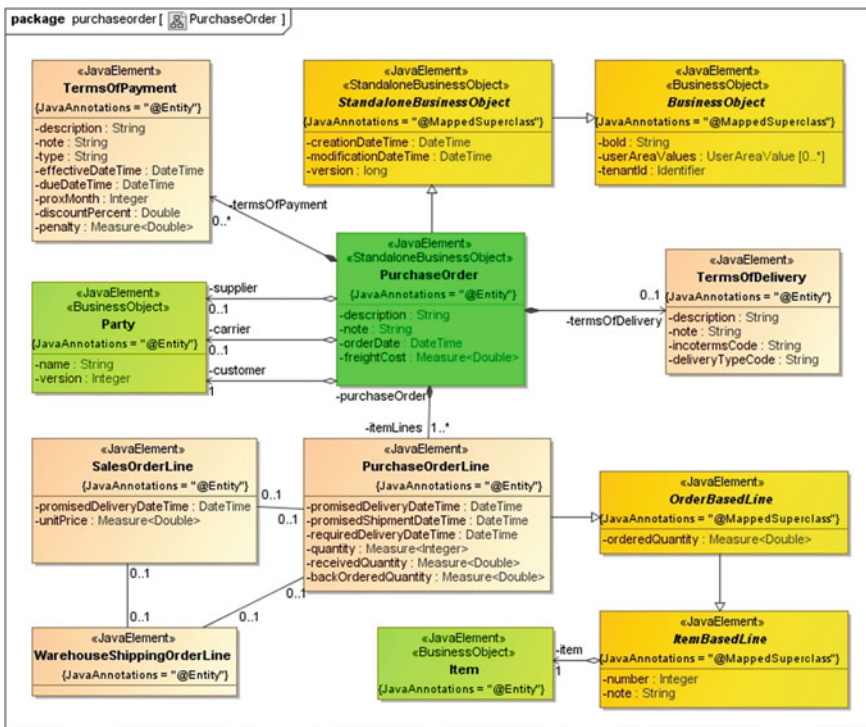 package purchaseorder [ PurchaseOrder ]
«JavaElement»
TermsOfPayment
{JavaAnnotations = "@Entity"}
-description : String
-note : String
-type : String
-effectiveDateTime : DateTime
-dueDateTime : DateTime
-proxMonth : Integer
-discountPercent : Double
-penalty : Measure<Double>
«JavaElement»
«StandaloneBusinessObject»
StandaloneBusinessObject
{JavaAnnotations = "@MappedSuperclass"}
-creationDateTime : DateTime
-modificationDateTime : DateTime
-version : long
«JavaElement»
«BusinessObject»
BusinessObject
{JavaAnnotations = "@MappedSuperclass"}
-boId : String
-userAreaValues : UserAreaValue [0..*]
-tenantId : Identifier
-termsOfPayment
0..*
«JavaElement»
«StandaloneBusinessObject»
PurchaseOrder
{JavaAnnotations = "@Entity"}
-description : String
-note : String
-orderDate : DateTime
-freightCost : Measure<Double>
«JavaElement»
TermsOfDelivery
{JavaAnnotations = "@Entity"}
-description : String
-note : String
-incotermsCode : String
-deliveryTypeCode : String
0..1
-termsOfDelivery
«JavaElement»
«BusinessObject»
Party
{JavaAnnotations = "@Entity"}
-name : String
-version : Integer
-supplier
0..1
-carrier
0..1
-customer
1
-purchaseOrder
-itemLines
1..*
«JavaElement»
SalesOrderLine
{JavaAnnotations = "@Entity"}
-promisedDeliveryDateTime : DateTime
-unitPrice : Measure<Double>
0..1
0..1
«JavaElement»
PurchaseOrderLine
{JavaAnnotations = "@Entity"}
-promisedDeliveryDateTime : DateTime
-promisedShipmentDateTime : DateTime
-requiredDeliveryDateTime : DateTime
-quantity : Measure<Integer>
-receivedQuantity : Measure<Double>
-backOrderedQuantity : Measure<Double>
«JavaElement»
OrderBasedLine
{JavaAnnotations = "@MappedSuperclass"}
-orderedQuantity : Measure<Double>
0..1
0..1
0..1
0..1
«JavaElement»
WarehouseShippingOrderLine
{JavaAnnotations = "@Entity"}
«JavaElement»
«BusinessObject»
Item
{JavaAnnotations = "@Entity"}
-item
1
«JavaElement»
ItemBasedLine
{JavaAnnotations = "@MappedSuperclass"}
-number : Integer
-note : String